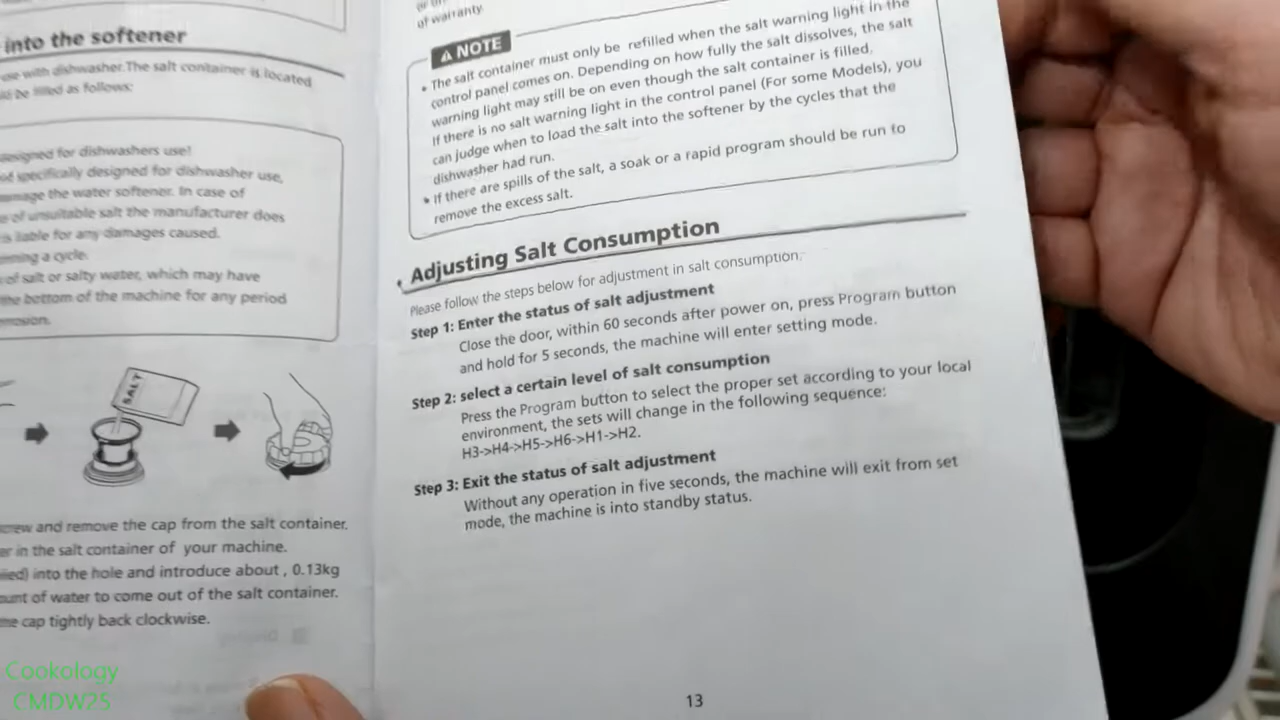 into the softener
use with dishwasher.The salt container is located
be filled as follows:
designed for dishwashers use!
specifically designed for dishwasher use,
the water softener. In case of
of unsuitable salt the manufacturer does
is liable for any damages caused.
a cycle.
of salt or salty water, which may have
the bottom of the machine for any period
SALT
and remove the cap from the salt container.
in the salt container of your machine.
into the hole and introduce about , 0.13kg
of water to come out of the salt container.
cap tightly back clockwise.
Cookology
CMDW2S
of warranty
NOTE
• The salt container must only be refilled when the salt warning light in the
control panel comes on. Depending on how fully the salt dissolves, the salt
warning light may still be on even though the salt container is filled.
If there is no salt warning light in the control panel (For some Models), you
can judge when to load the salt into the softener by the cycles that the
dishwasher had run.
• If there are spills of the salt, a soak or a rapid program should be run to
remove the excess salt.
Adjusting Salt Consumption
Please follow the steps below for adjustment in salt consumption.
Step 1: Enter the status of salt adjustment
Close the door, within 60 seconds after power on, press Program button
and hold for 5 seconds, the machine will enter setting mode.
Step 2: select a certain level of salt consumption
Press the Program button to select the proper set according to your local
environment, the sets will change in the following sequence:
H3->H4->H5->H6->H1->H2.
Step 3: Exit the status of salt adjustment
Without any operation in five seconds, the machine will exit from set
mode, the machine is into standby status.
13